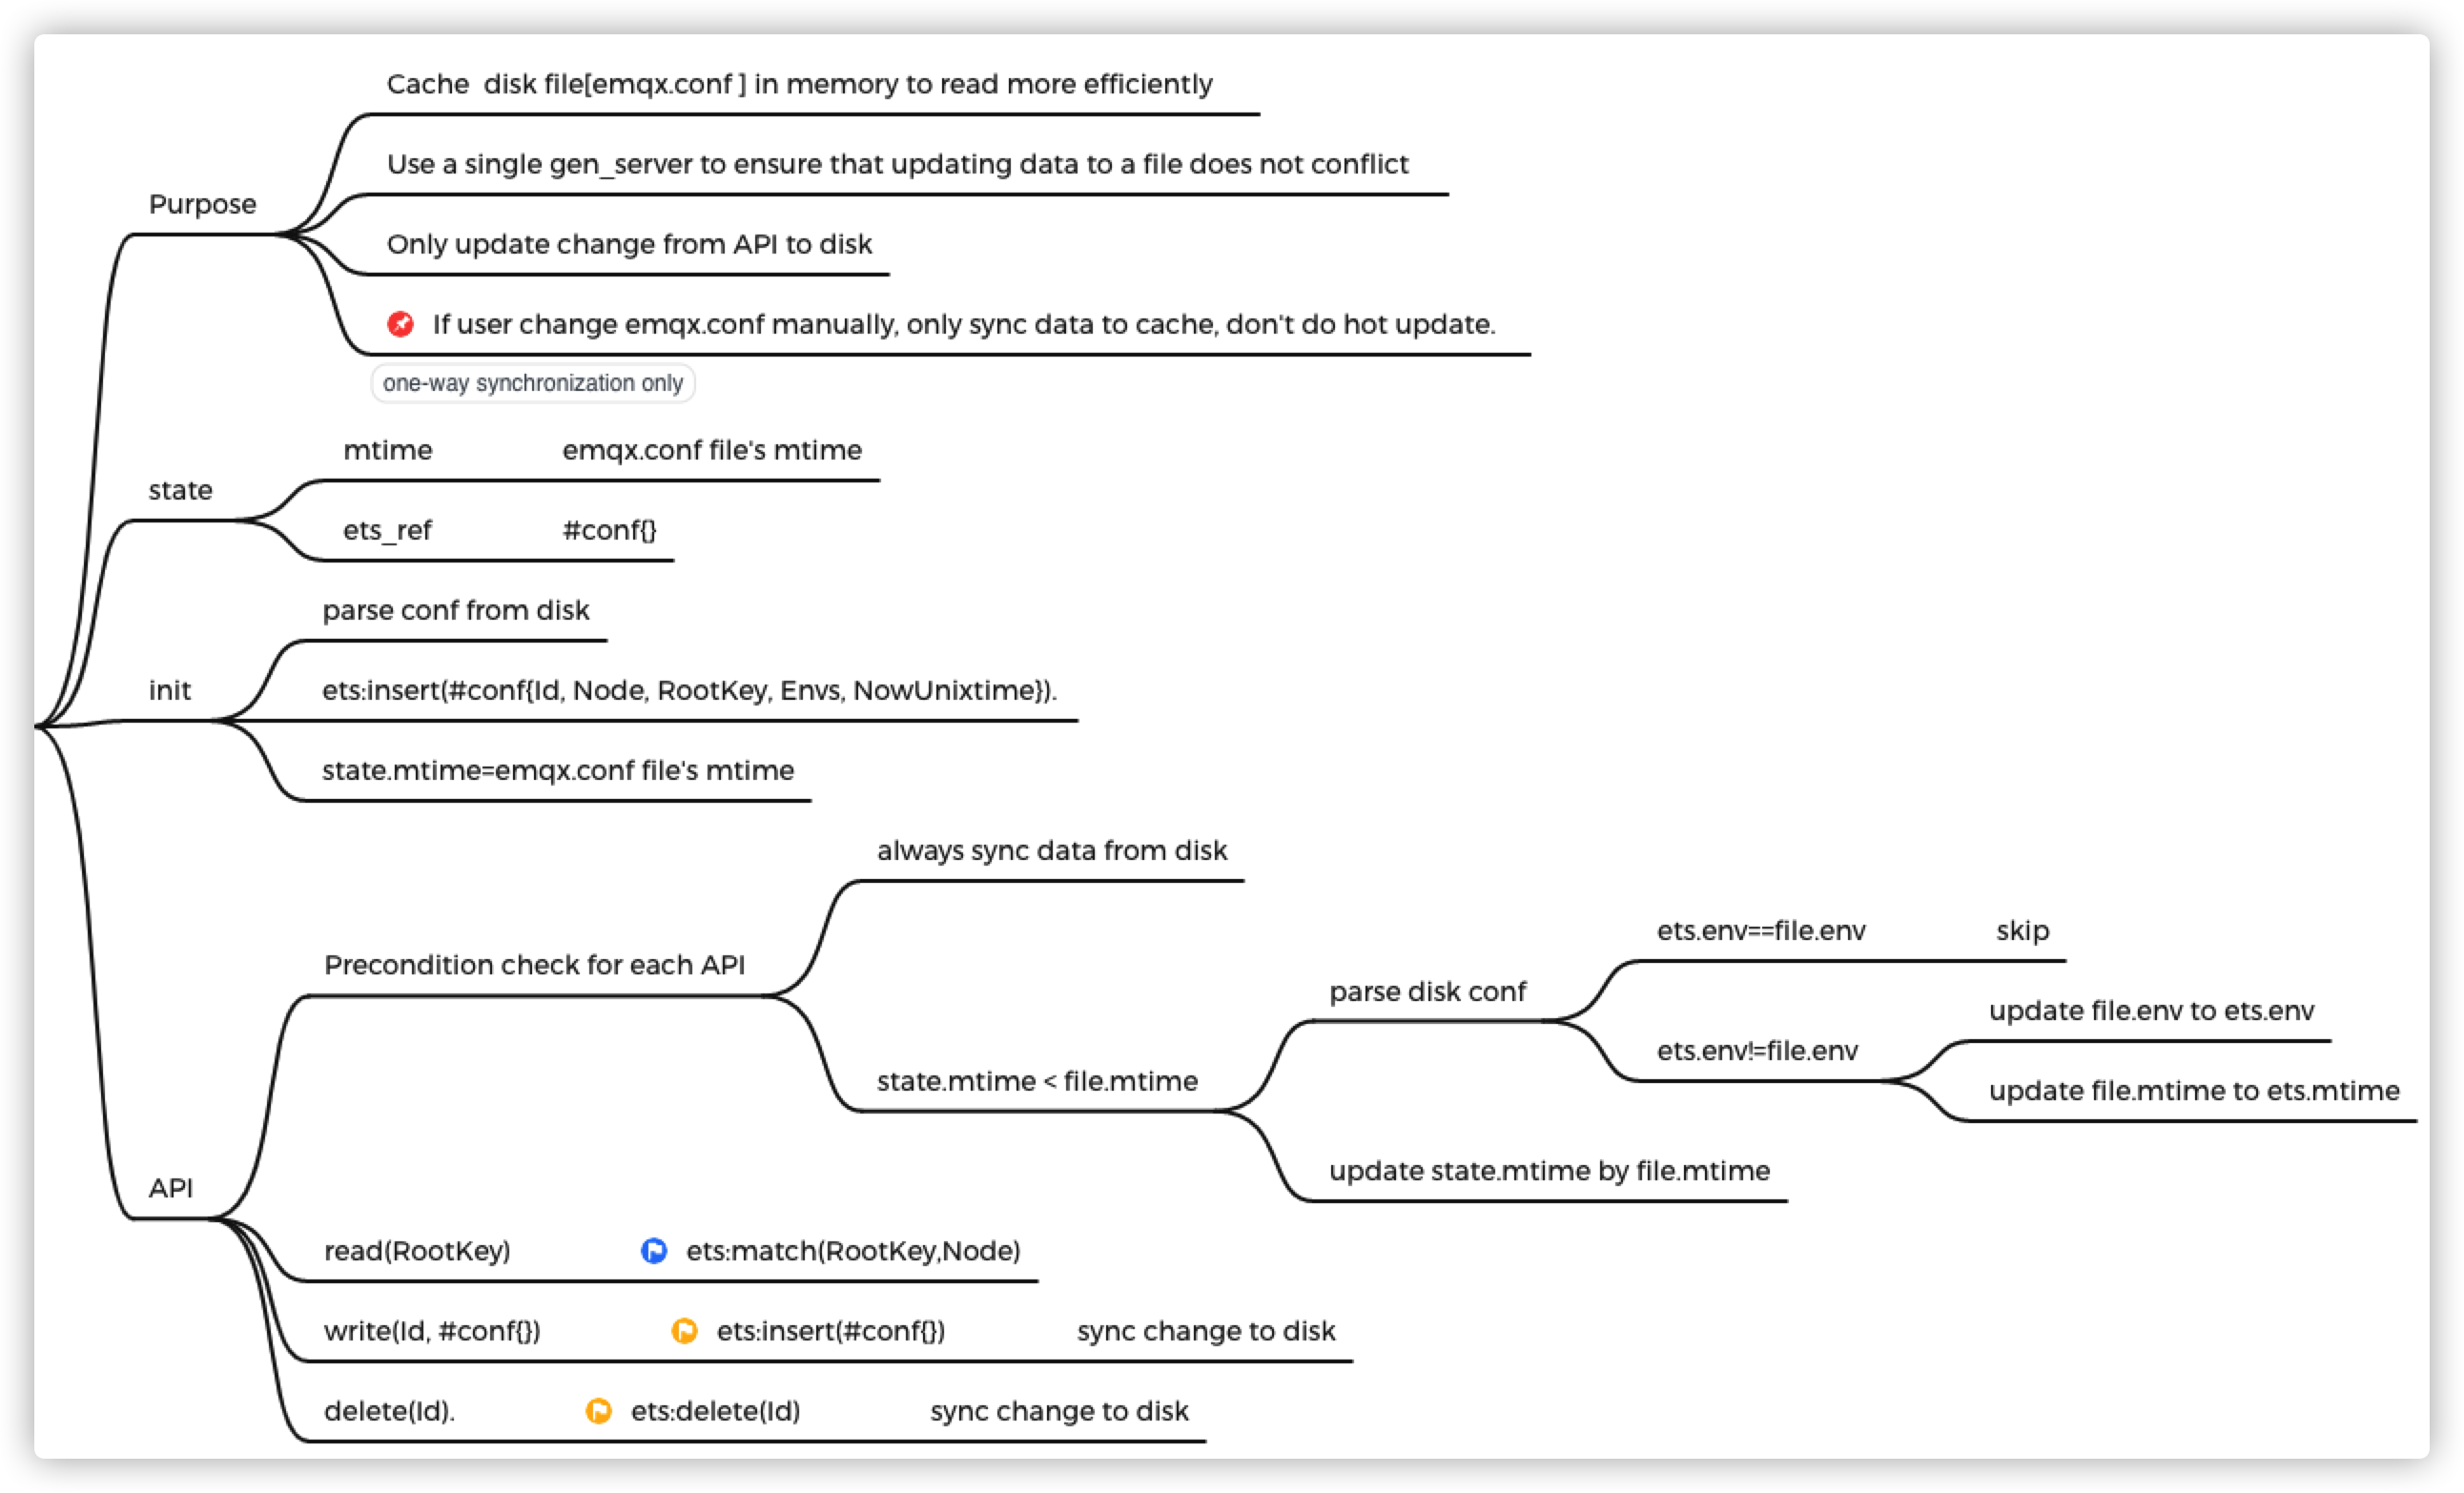 Cache  disk file[emqx.conf ] in memory to read more efficiently
Use a single gen_server to ensure that updating data to a file does not conflict
Purpose
Only update change from API to disk
If user change emqx.conf manually, only sync data to cache, don't do hot update.
one-way synchronization only
mtime emqx.conf file's mtime
state
ets_ref #conf{}
parse conf from disk
init ets:insert(#conf{Id, Node, RootKey, Envs, NowUnixtime}).
state.mtime=emqx.conf file's mtime
always sync data from disk
ets.env==file.env skip
Precondition check for each API
parse disk conf
update file.env to ets.env
ets.env!=file.env
state.mtime < file.mtime
update file.mtime to ets.mtime
update state.mtime by file.mtime
API
read(RootKey) ets:match(RootKey,Node)
write(Id, #conf{}) ets:insert(#conf{}) sync change to disk
delete(Id). ets:delete(Id) sync change to disk